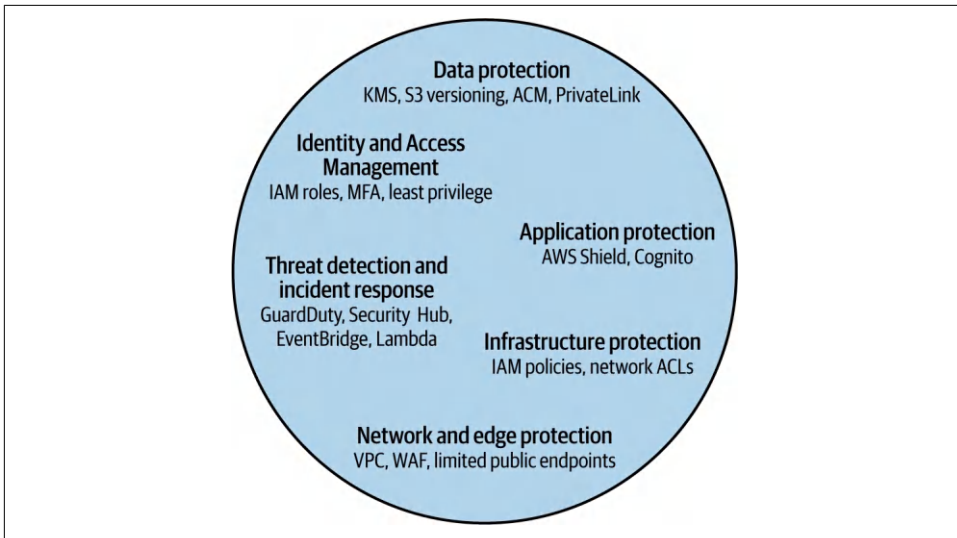 Data protection
KMS, S3 versioning, ACM, PrivateLink
Identity and Access
Management
IAM roles, MFA, least privilege
Application protection
AWS Shield, Cognito
Threat detection and
incident response
GuardDuty, Security Hub,
EventBridge, Lambda
Infrastructure protection
IAM policies, network ACLs
Network and edge protection
VPC, WAF, limited public endpoints